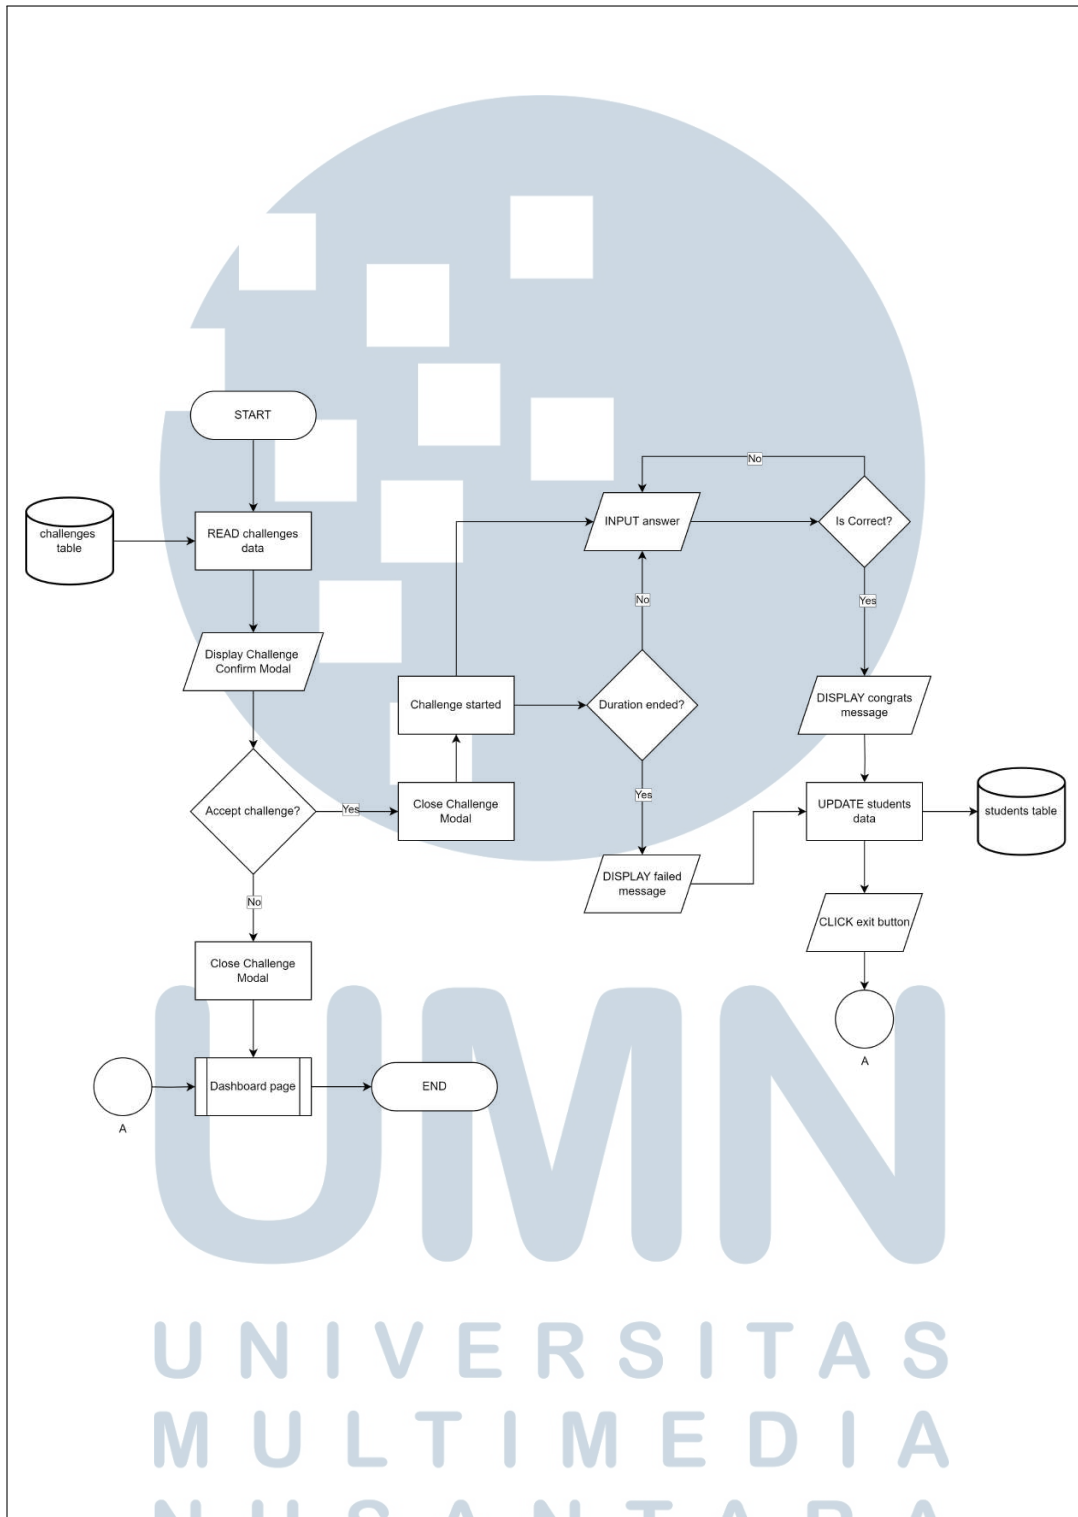 START
challenges
table
READ challenges
data
Display Challenge
Confirm Modal
Accept challenge?
Yes
Close Challenge
Modal
Challenge started
No
Close Challenge
Modal
A
Dashboard page
END
INPUT answer
No
Is Correct?
No
Duration ended?
Yes
DISPLAY failed
message
Yes
DISPLAY congrats
message
UPDATE students
data
students table
CLICK exit button
A
UMN
UNIVERSITAS
MULTIMEDIA
NUSANTARA